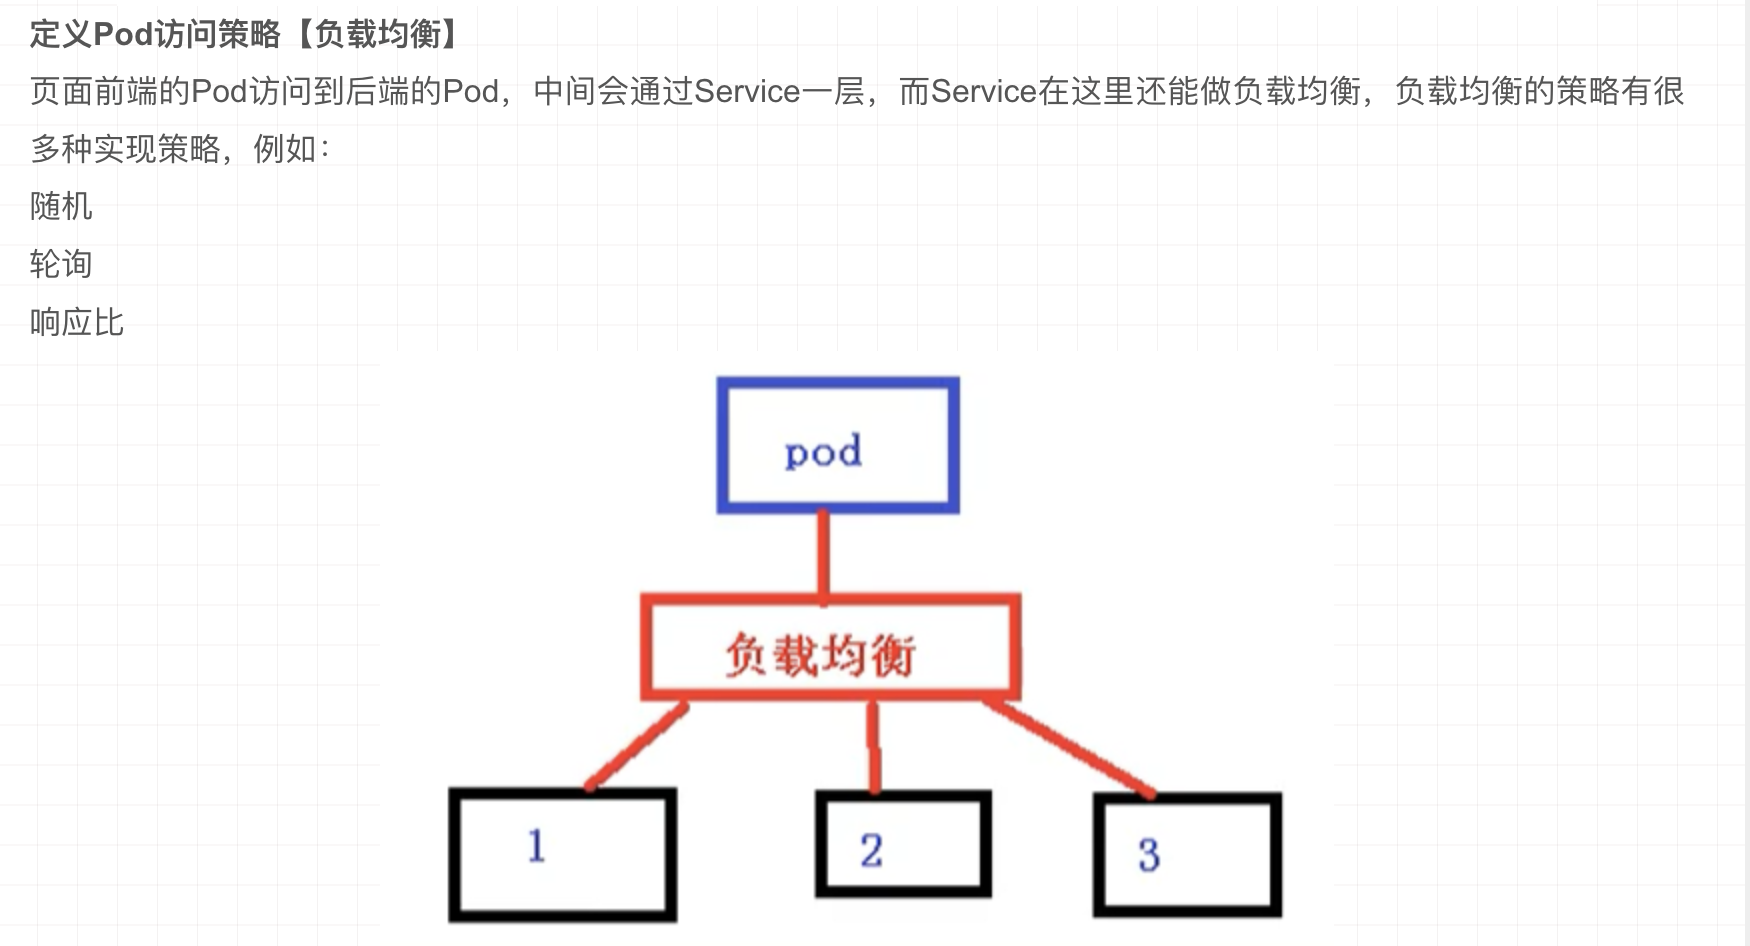 定义Pod访问策略【负载均衡】
页面前端的Pod访问到后端的Pod，中间会通过Service一层，而Service在这里还能做负载均衡，负载均衡的策略有很
多种实现策略，例如：
随机
轮询
响应比
pod
负载均衡
1
2
3